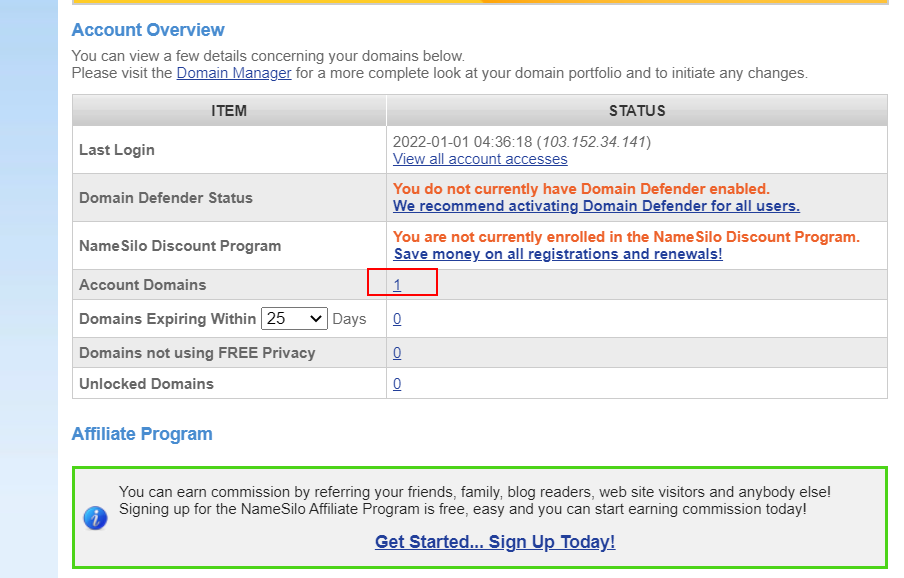 Account Overview
You can view a few details concerning your domains below.
Please visit the Domain Manager for a more complete look at your domain portfolio and to initiate any changes.
ITEM STATUS
Last Login 2022-01-01 04:36:18 (103.152.34.141)
View all account accesses
Domain Defender Status You do not currently have Domain Defender enabled.
We recommend activating Domain Defender for all users.
NameSilo Discount Program You are not currently enrolled in the NameSilo Discount Program.
Save money on all registrations and renewals!
Account Domains 1
Domains Expiring Within 25 Days 0
Domains not using FREE Privacy 0
Unlocked Domains 0
Affiliate Program
You can earn commission by referring your friends, family, blog readers, web site visitors and anybody else!
Signing up for the NameSilo Affiliate Program is free, easy and you can start earning commission today!
Get Started... Sign Up Today!